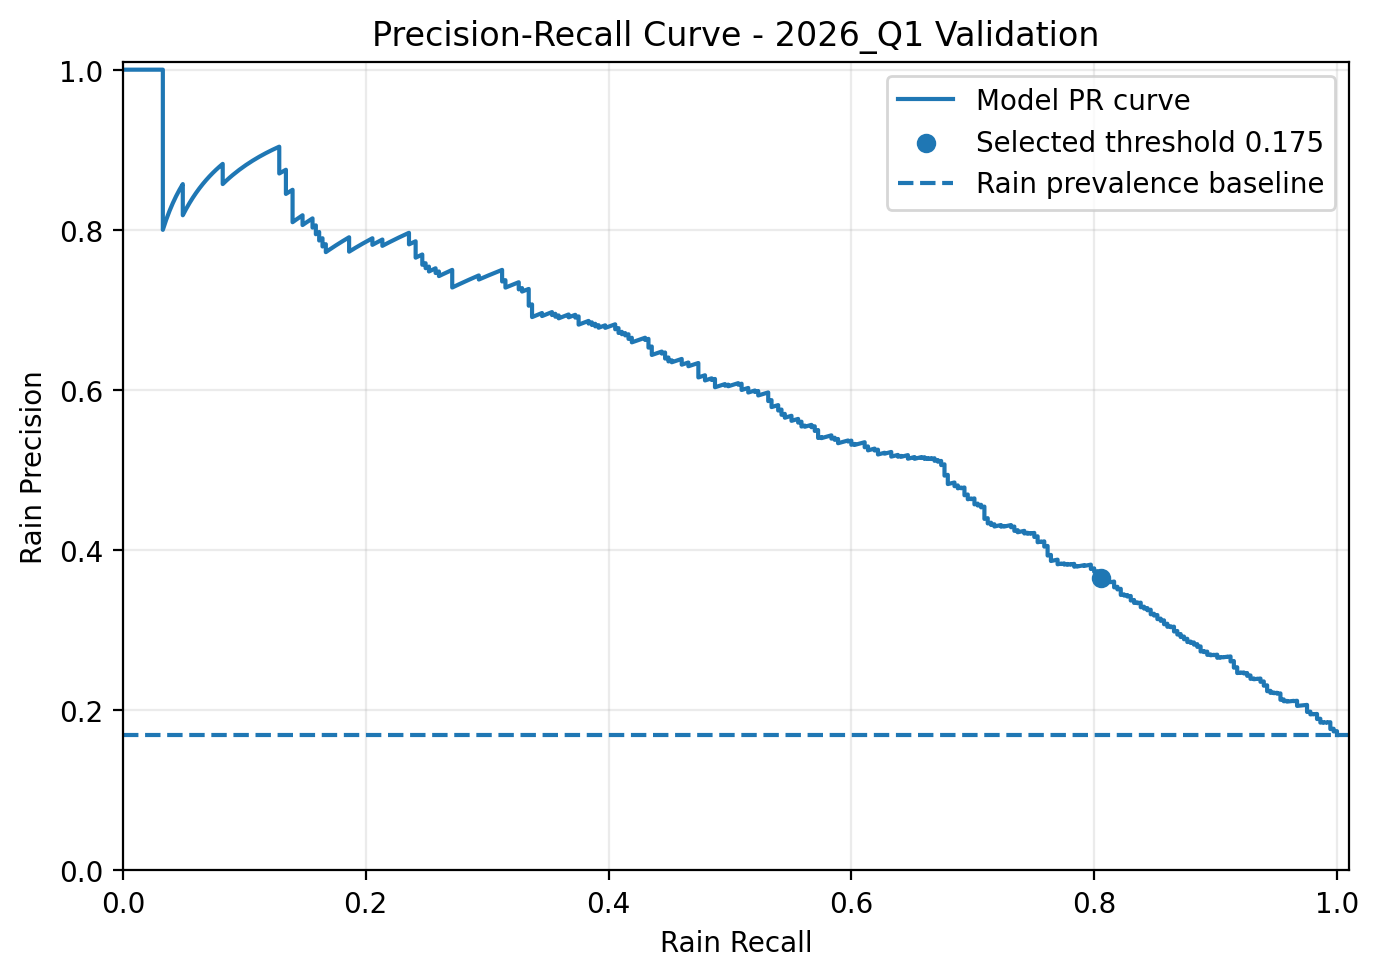 Precision-Recall Curve - 2026_Q1 Validation
Model PR curve
Selected threshold 0.175
Rain prevalence baseline
Rain Precision
1.0
0.8
0.6
0.4
0.2
0.0
0.0 0.2 0.4 0.6 0.8 1.0
Rain Recall